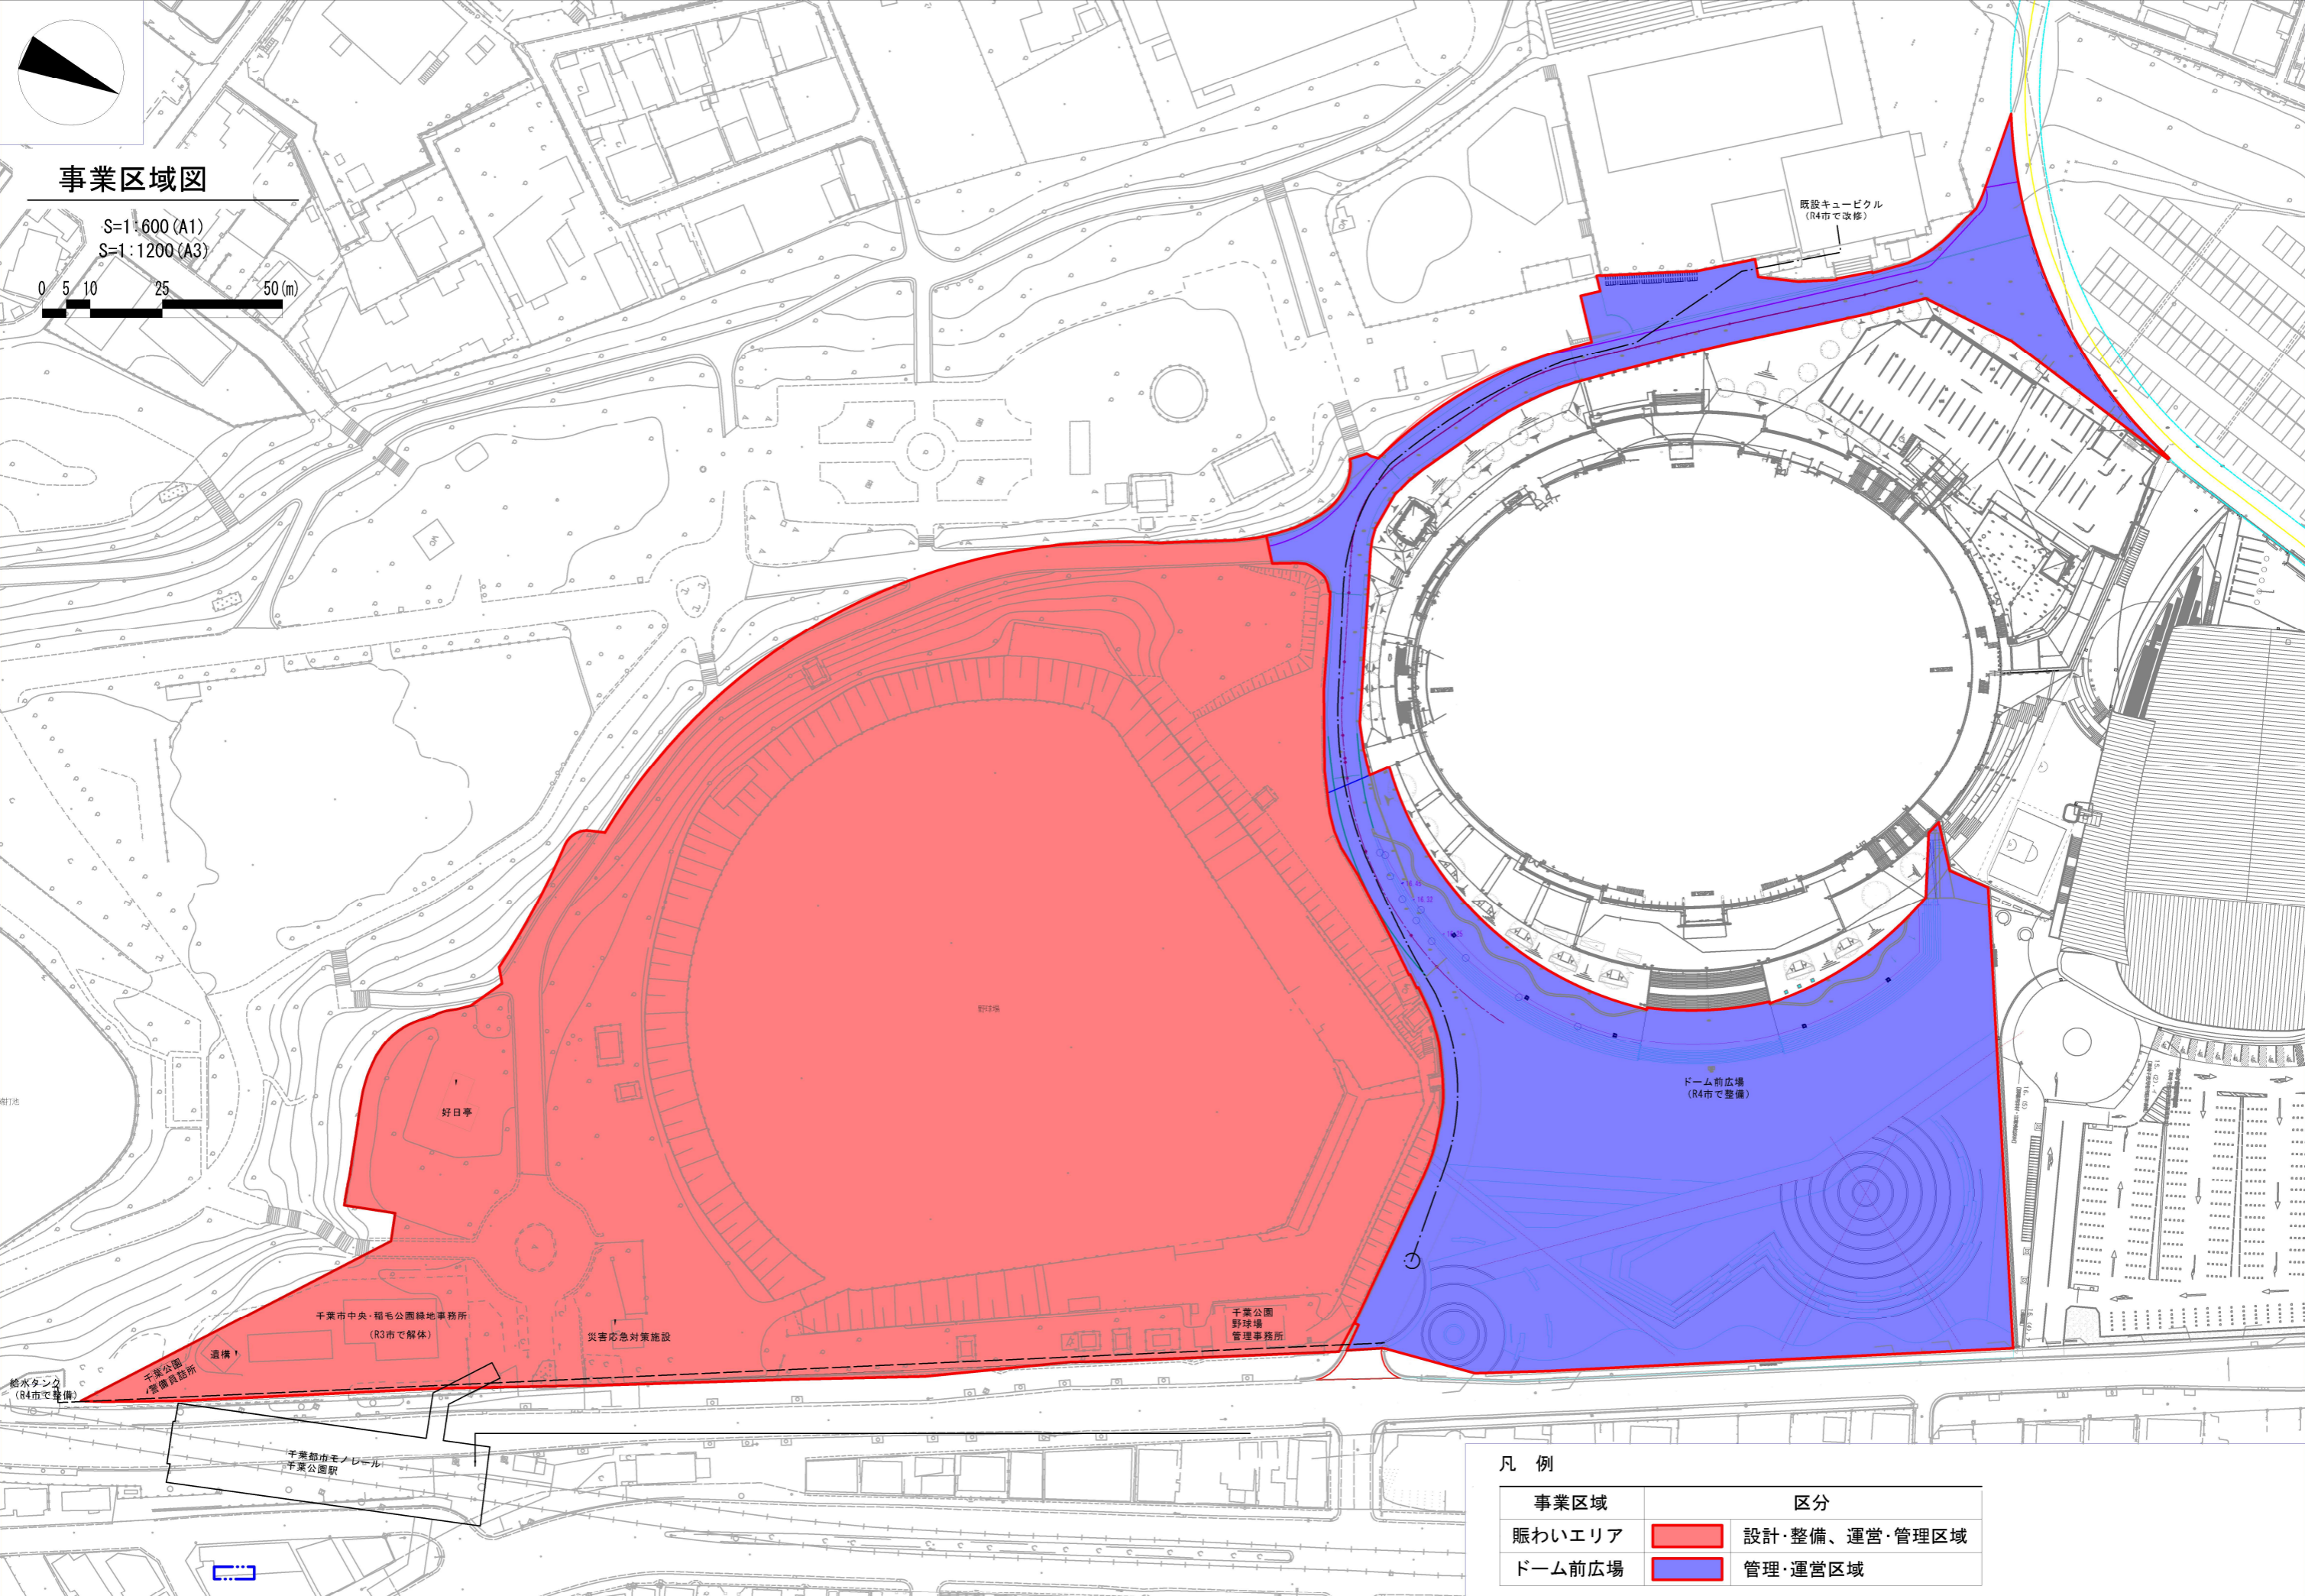 事業区域図
S=1:600(A1)
S=1:1200(A3)
0 5 10 25 50(m)
既設キュービクル
(R4市で改修)
野球場
好日亭
ドーム前広場
(R4市で整備)
千葉市中央・稲毛公園緑地事務所
(R3市で解体)
災害応急対策施設
千葉公園
野球場
管理事務所
遺構
千葉公園
警備員詰所
給水タンク
(R4市で整備)
千葉都市モノレール
千葉公園駅
凡 例
事業区域 区分
賑わいエリア 設計・整備、運営・管理区域
ドーム前広場 管理・運営区域